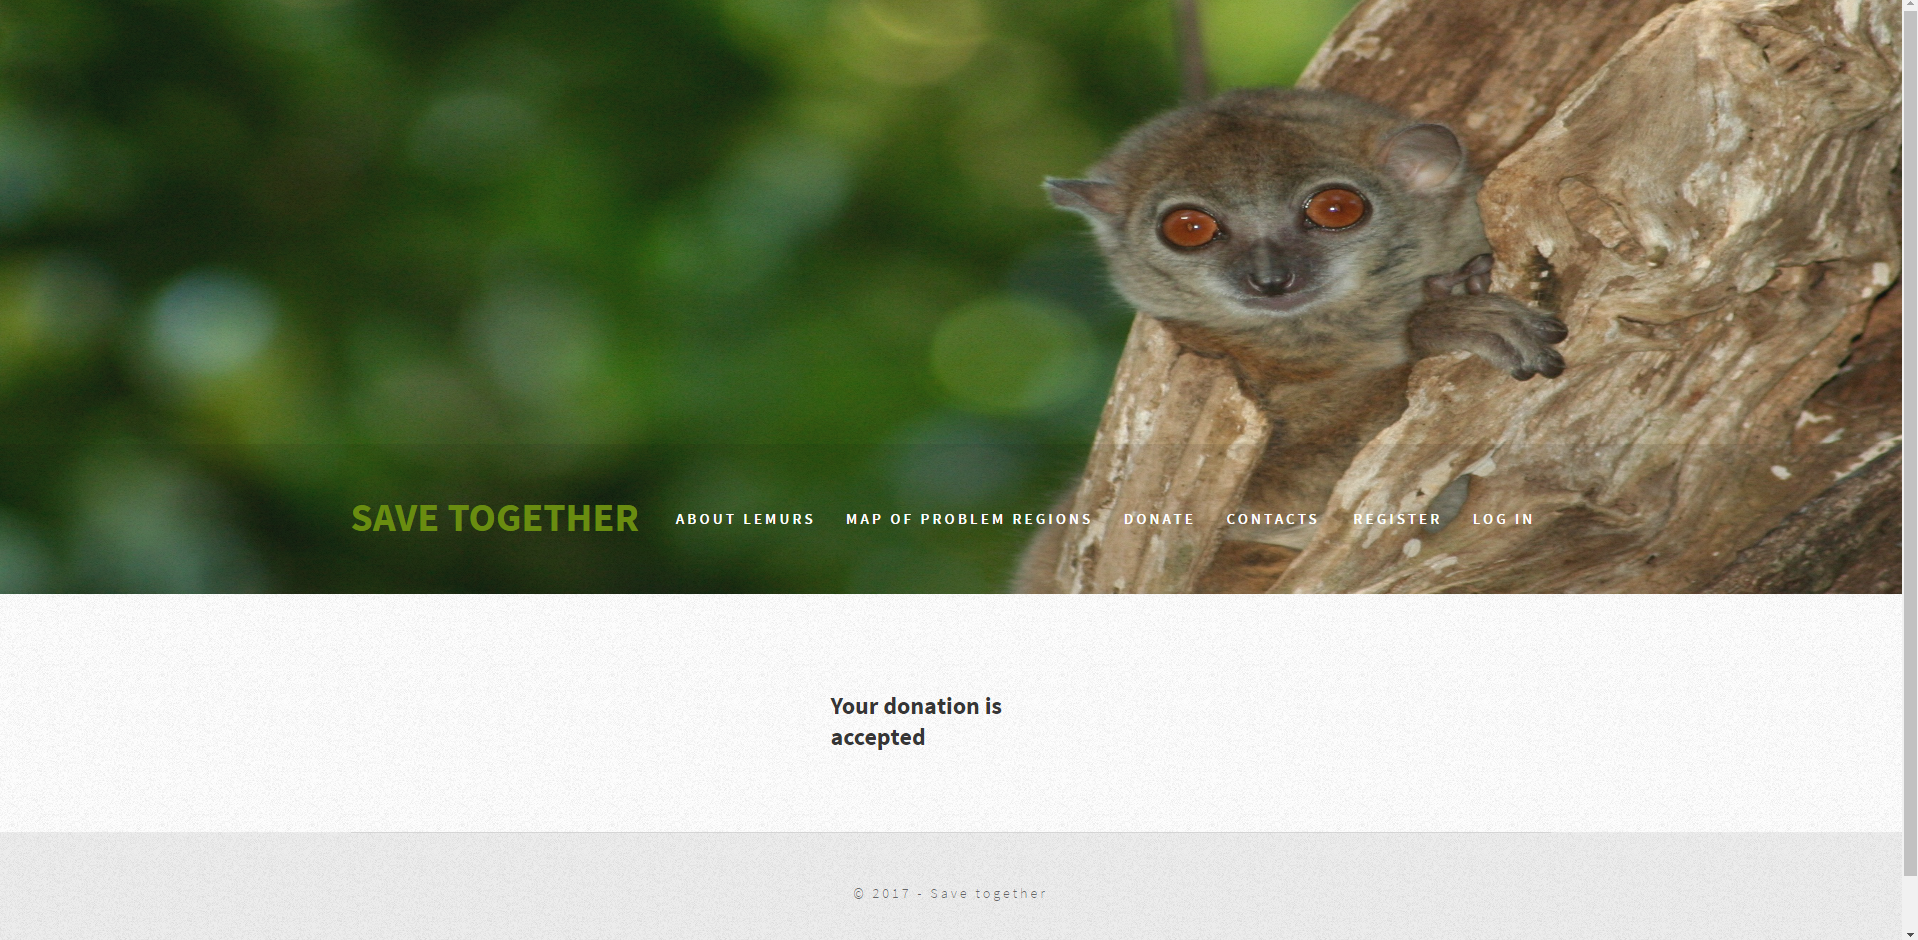 SAVE TOGETHER ABOUT LEMURS MAP OF PROBLEM REGIONS DONATE CONTACTS REGISTER LOG IN
Your donation is
accepted
© 2017 - Save together